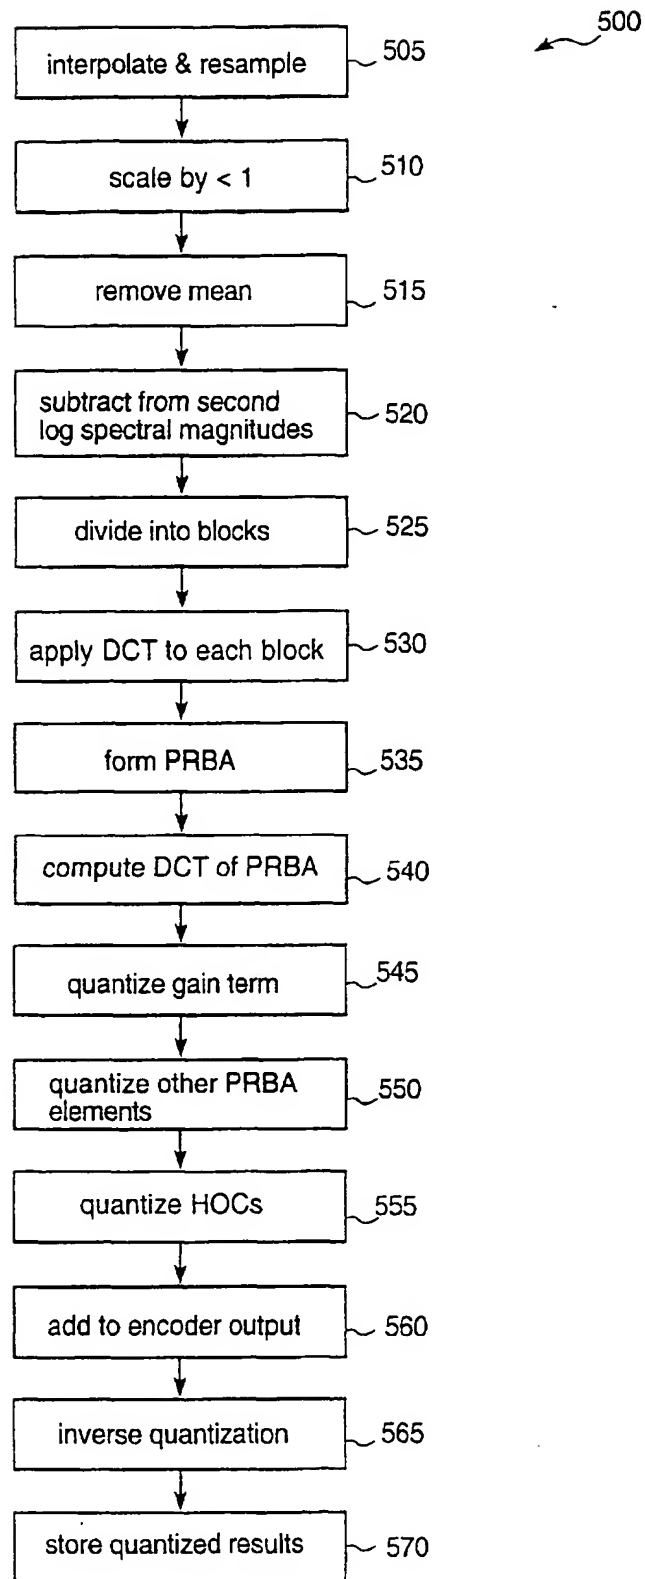 500
interpolate & resample 505
scale by < 1 510
remove mean 515
subtract from second
log spectral magnitudes 520
divide into blocks 525
apply DCT to each block 530
form PRBA 535
compute DCT of PRBA 540
quantize gain term 545
quantize other PRBA
elements 550
quantize HOCs 555
add to encoder output 560
inverse quantization 565
store quantized results 570